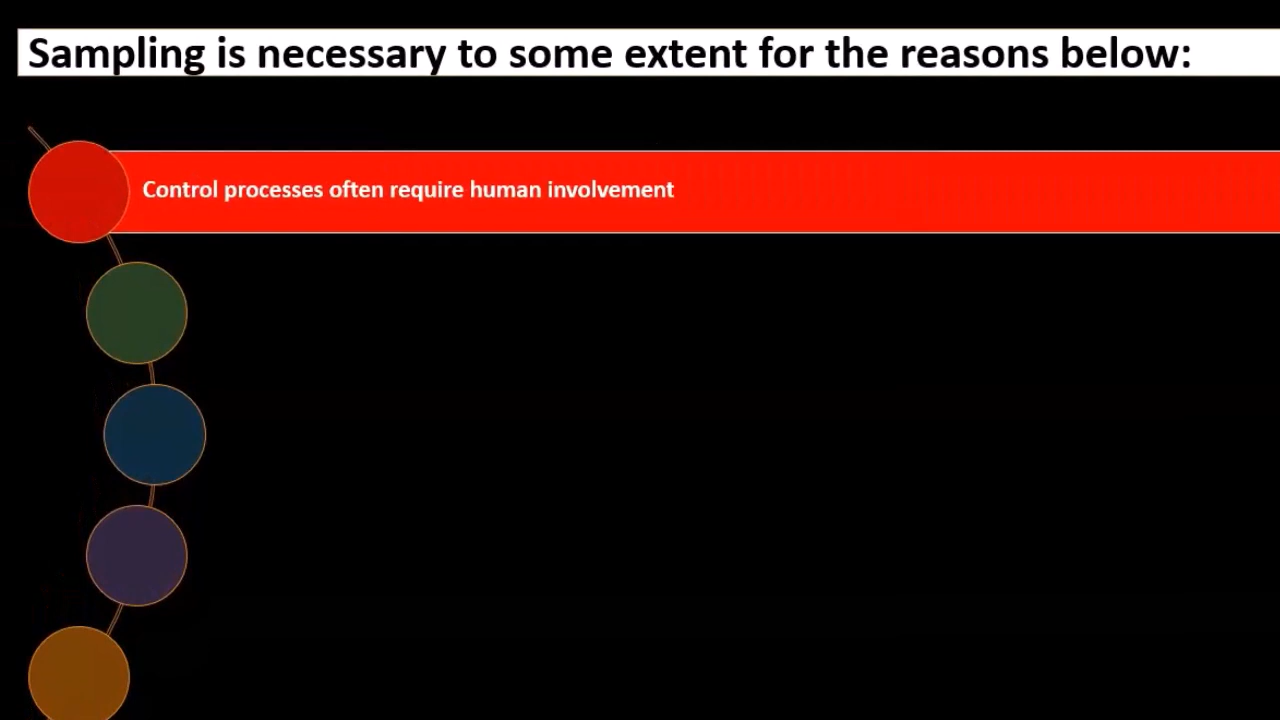 Sampling is necessary to some extent for the reasons below:
Control processes often require human involvement